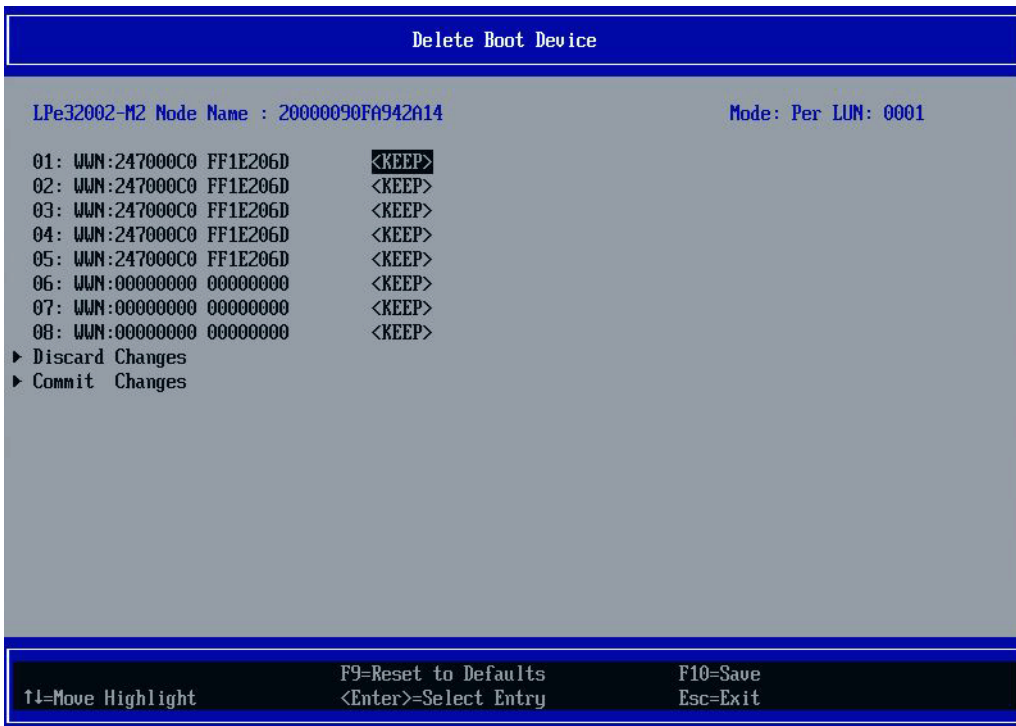 Delete Boot Device
LPe32002-M2 Node Name : 20000090FA942A14 Mode: Per LUN: 0001
01: WWN:247000C0 FF1E206D <KEEP>
02: WWN:247000C0 FF1E206D <KEEP>
03: WWN:247000C0 FF1E206D <KEEP>
04: WWN:247000C0 FF1E206D <KEEP>
05: WWN:247000C0 FF1E206D <KEEP>
06: WWN:00000000 00000000 <KEEP>
07: WWN:00000000 00000000 <KEEP>
08: WWN:00000000 00000000 <KEEP>
▶ Discard Changes
▶ Commit Changes
F9=Reset to Defaults F10=Save
↑↓=Move Highlight <Enter>=Select Entry Esc=Exit